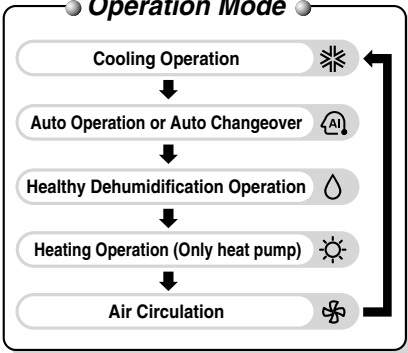 Operation Mode
Cooling Operation
Auto Operation or Auto Changeover
AI
Healthy Dehumidification Operation
Heating Operation (Only heat pump)
Air Circulation